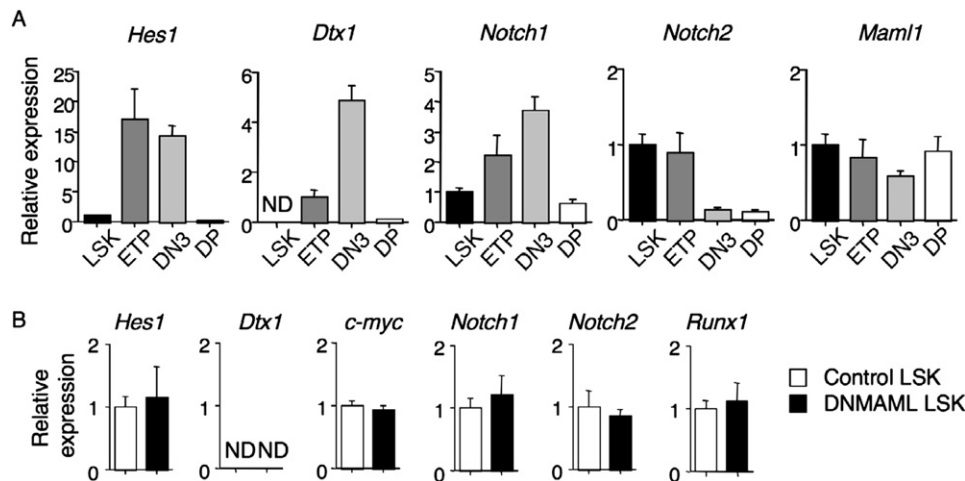 A
Hes1 Dtx1 Notch1 Notch2 Maml1
Relative expression
25 20 15 10 5 0
6 4 2 0
5 4 3 2 1 0
2 1 0
2 1 0
ND
LSK ETP DN3 DP LSK ETP DN3 DP LSK ETP DN3 DP LSK ETP DN3 DP LSK ETP DN3 DP
B
Hes1 Dtx1 c-myc Notch1 Notch2 Runx1
Relative
expression
2 1 0
2 1 0
2 1 0
2 1 0
2 1 0
2 1 0
ND ND
Control LSK
DNMAML LSK